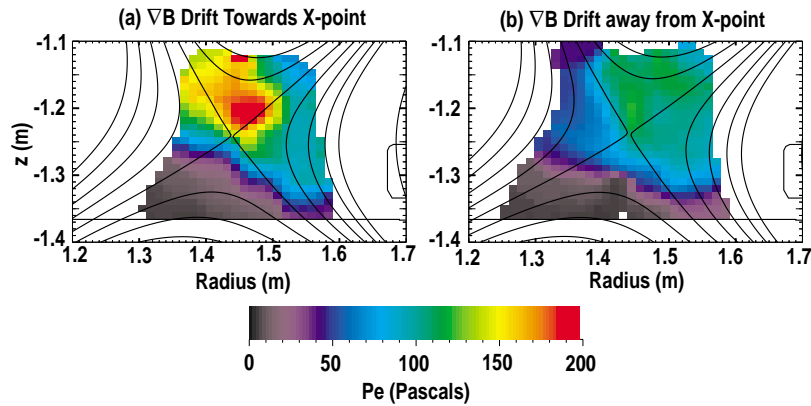 (a) ∇B Drift Towards X-point
(b) ∇B Drift away from X-point
-1.1
-1.2
-1.3
-1.4
z (m)
1.2 1.3 1.4 1.5 1.6 1.7
Radius (m)
-1.1
-1.2
-1.3
-1.4
1.2 1.3 1.4 1.5 1.6 1.7
Radius (m)
0 50 100 150 200
Pe (Pascals)